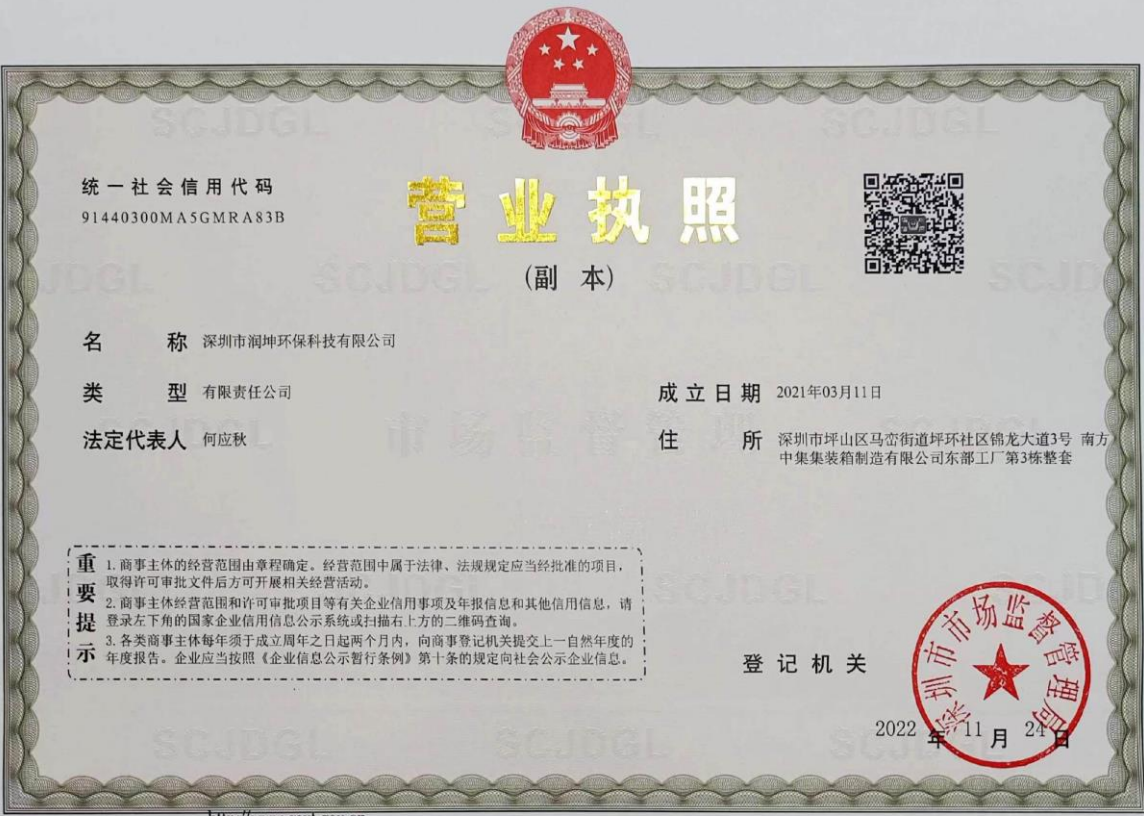 统一社会信用代码
91440300MA5GMRA83B
营业执照
(副 本)
名 称 深圳市润坤环保科技有限公司
类 型 有限责任公司
法定代表人 何应秋
成立日期 2021年03月11日
住 所 深圳市坪山区马峦街道坪环社区锦龙大道3号 南方
中集集装箱制造有限公司东部工厂第3栋整套
重要提示
1. 商事主体的经营范围由章程确定。经营范围中属于法律、法规规定应当经批准的项目，
取得许可审批文件后方可开展相关经营活动。
2. 商事主体经营范围和许可审批项目等有关企业信用事项及年报信息和其他信用信息，请
登录左下角的国家企业信用信息公示系统或扫描右上方的二维码查询。
3. 各类商事主体每年须于成立周年之日起两个月内，向商事登记机关提交上一自然年度的
年度报告。企业应当按照《企业信息公示暂行条例》第十条的规定向社会公示企业信息。
登记机关
深圳市市场监督管理局
2022 年 11 月 24 日
SCJDGL
市场监督管理